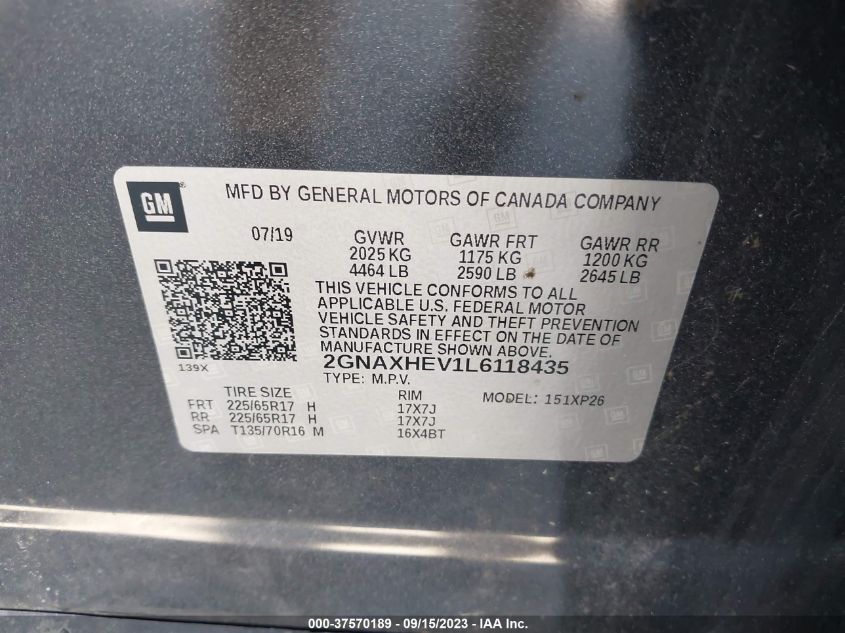 GM ®
MFD BY GENERAL MOTORS OF CANADA COMPANY
07/19 GVWR GAWR FRT GAWR RR
2025 KG 1175 KG 1200 KG
4464 LB 2590 LB 2645 LB
THIS VEHICLE CONFORMS TO ALL
APPLICABLE U.S. FEDERAL MOTOR
VEHICLE SAFETY AND THEFT PREVENTION
STANDARDS IN EFFECT ON THE DATE OF
MANUFACTURE SHOWN ABOVE.
139X
2GNAXHEV1L6118435
TYPE: M.P.V.
TIRE SIZE RIM MODEL: 151XP26
FRT 225/65R17 H 17X7J
RR 225/65R17 H 17X7J
SPA T135/70R16 M 16X4BT
000-37570189 - 09/15/2023 - IAA Inc.